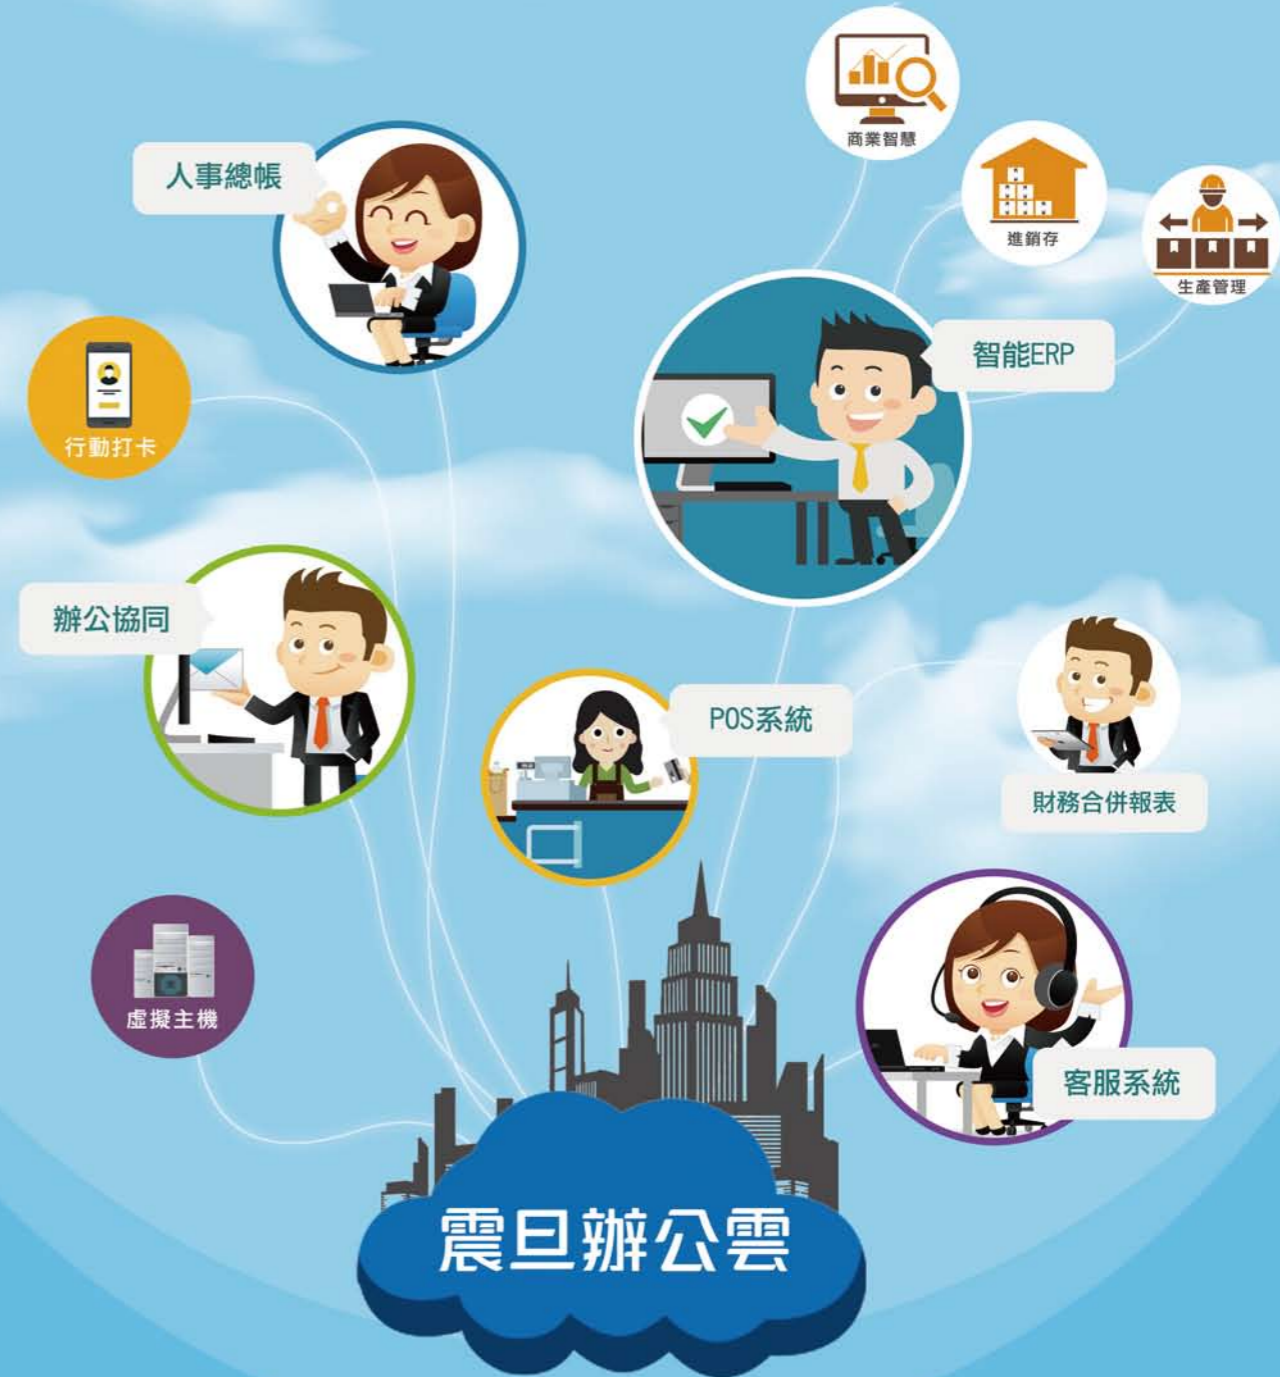 商業智慧
人事總帳
進銷存
生產管理
智能ERP
行動打卡
辦公協同
POS系統
財務合併報表
虛擬主機
客服系統
震旦辦公雲